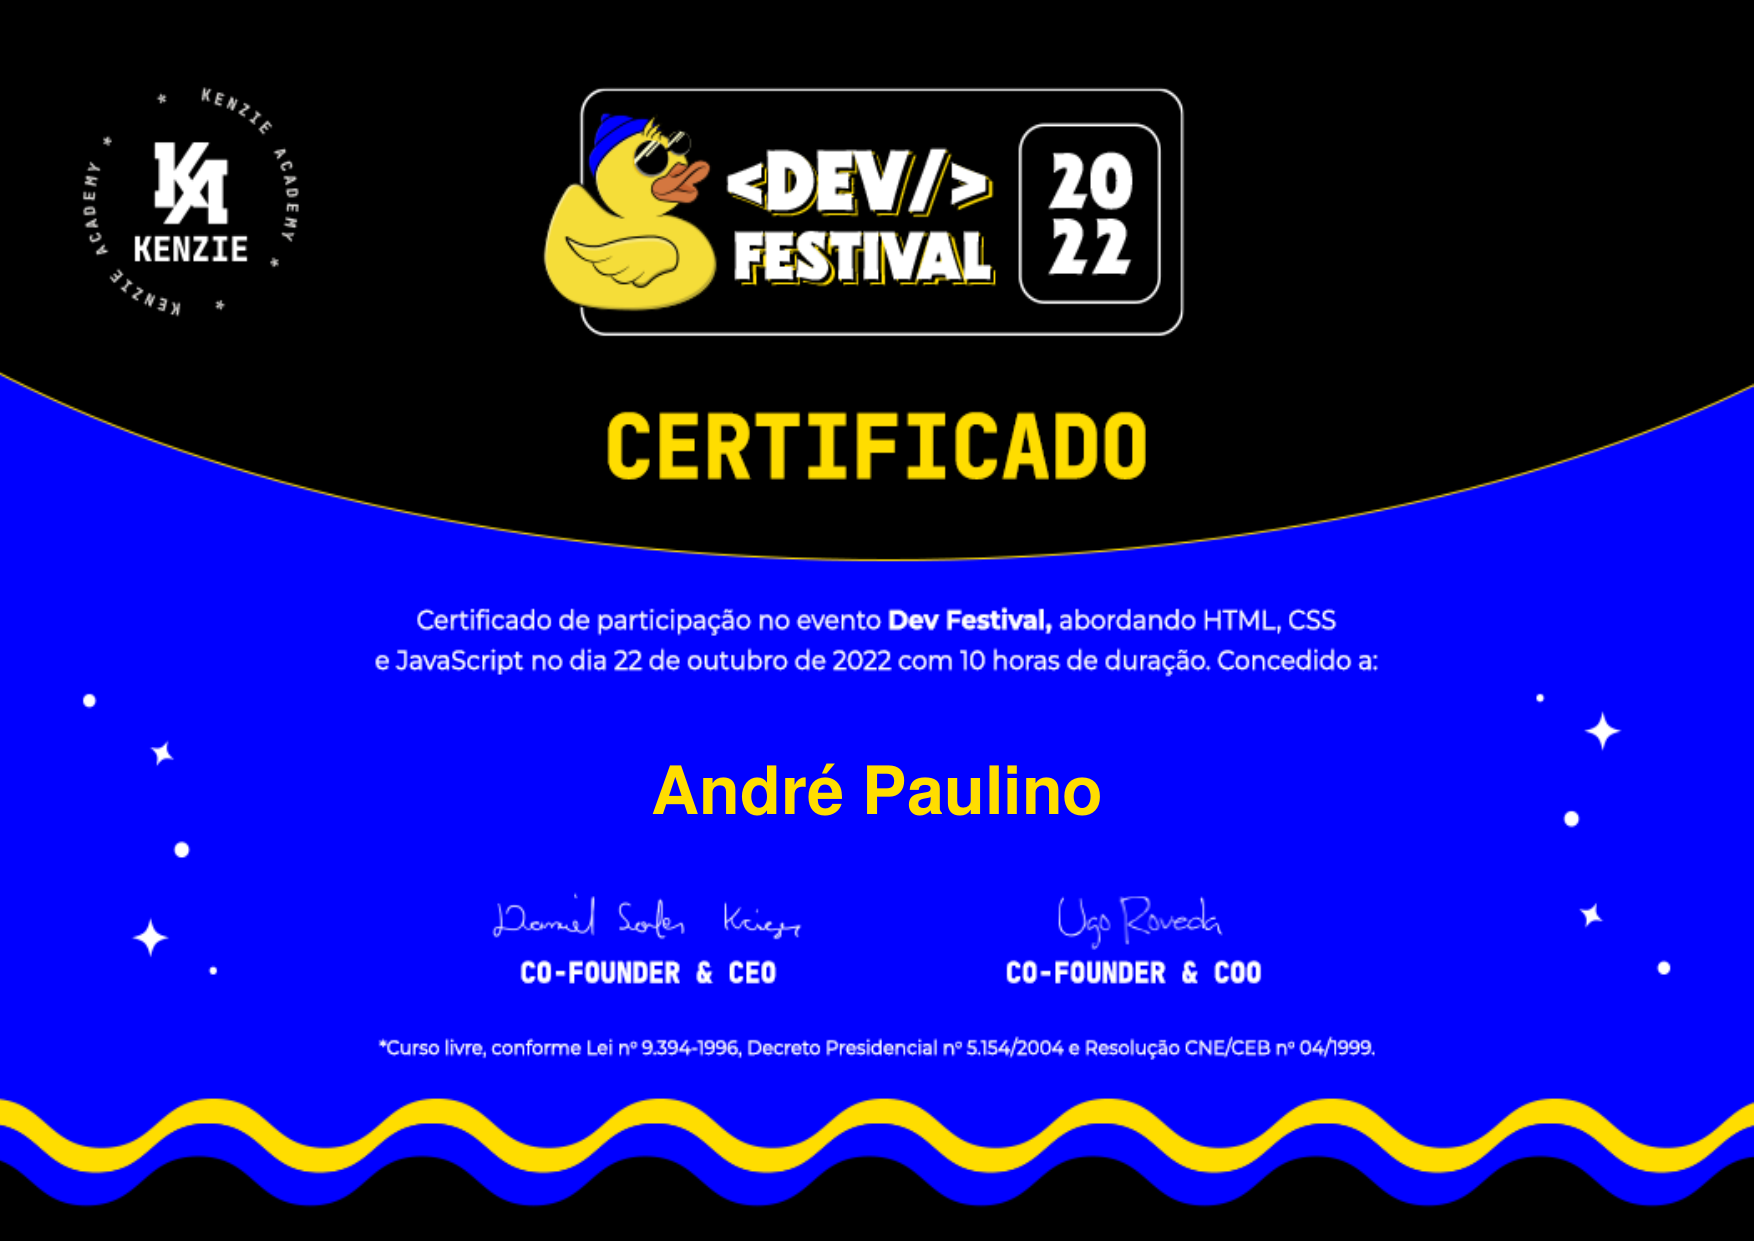 * KENZIE ACADEMY * * KENZIE ACADEMY *
KA
KENZIE
<DEV/>
FESTIVAL
20
22
CERTIFICADO
Certificado de participação no evento Dev Festival, abordando HTML, CSS
e JavaScript no dia 22 de outubro de 2022 com 10 horas de duração. Concedido a:
André Paulino
Daniel Kriger
Ugo Roveda
CO-FOUNDER & CEO
CO-FOUNDER & COO
*Curso livre, conforme Lei nº 9.394-1996, Decreto Presidencial nº 5.154/2004 e Resolução CNE/CEB nº 04/1999.